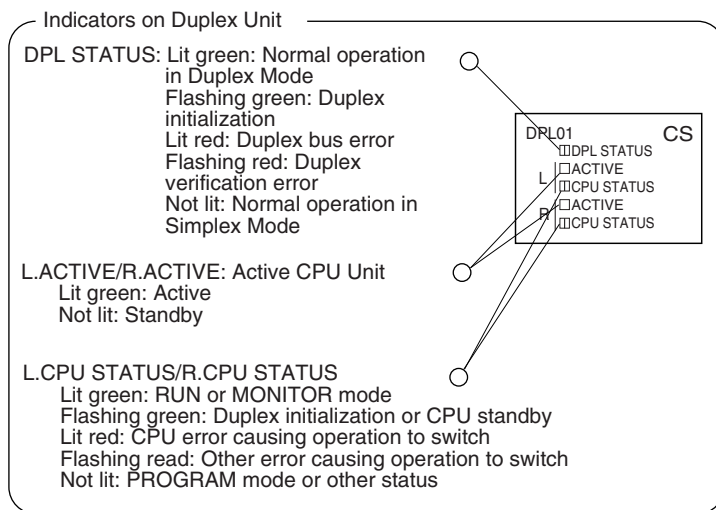 Indicators on Duplex Unit
DPL STATUS: Lit green: Normal operation
in Duplex Mode
Flashing green: Duplex
initialization
Lit red: Duplex bus error
Flashing red: Duplex
verification error
Not lit: Normal operation in
Simplex Mode
DPL01 CS
DPL STATUS
L ACTIVE
CPU STATUS
R ACTIVE
CPU STATUS
L.ACTIVE/R.ACTIVE: Active CPU Unit
Lit green: Active
Not lit: Standby
L.CPU STATUS/R.CPU STATUS
Lit green: RUN or MONITOR mode
Flashing green: Duplex initialization or CPU standby
Lit red: CPU error causing operation to switch
Flashing read: Other error causing operation to switch
Not lit: PROGRAM mode or other status